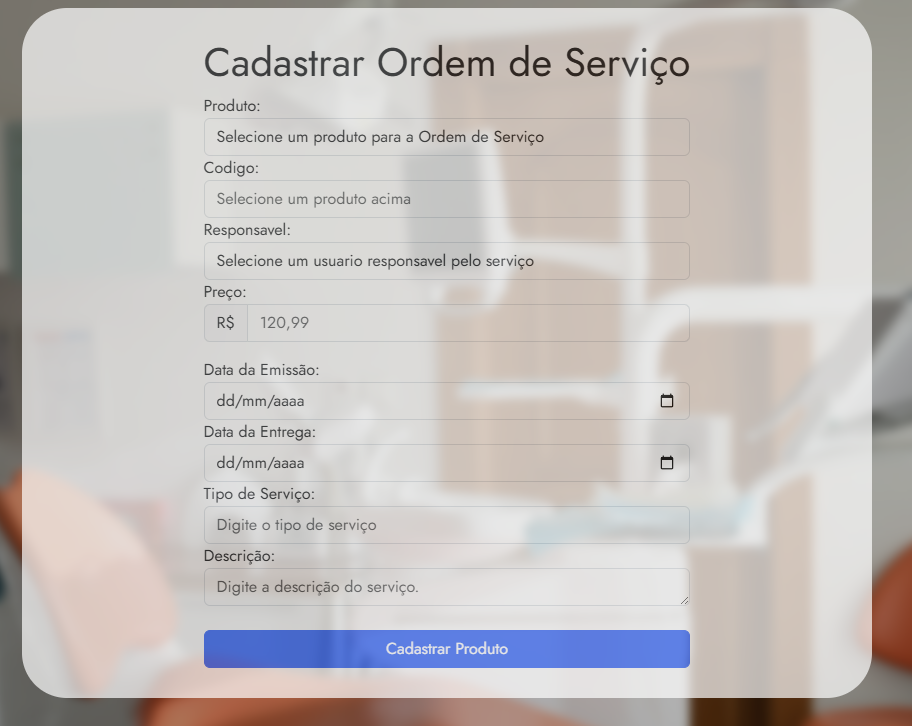 Cadastrar Ordem de Serviço
Produto:
Selecione um produto para a Ordem de Serviço
Codigo:
Selecione um produto acima
Responsavel:
Selecione um usuario responsavel pelo serviço
Preço:
R$ 120,99
Data da Emissão:
dd/mm/aaaa
Data da Entrega:
dd/mm/aaaa
Tipo de Serviço:
Digite o tipo de serviço
Descrição:
Digite a descrição do serviço.
Cadastrar Produto